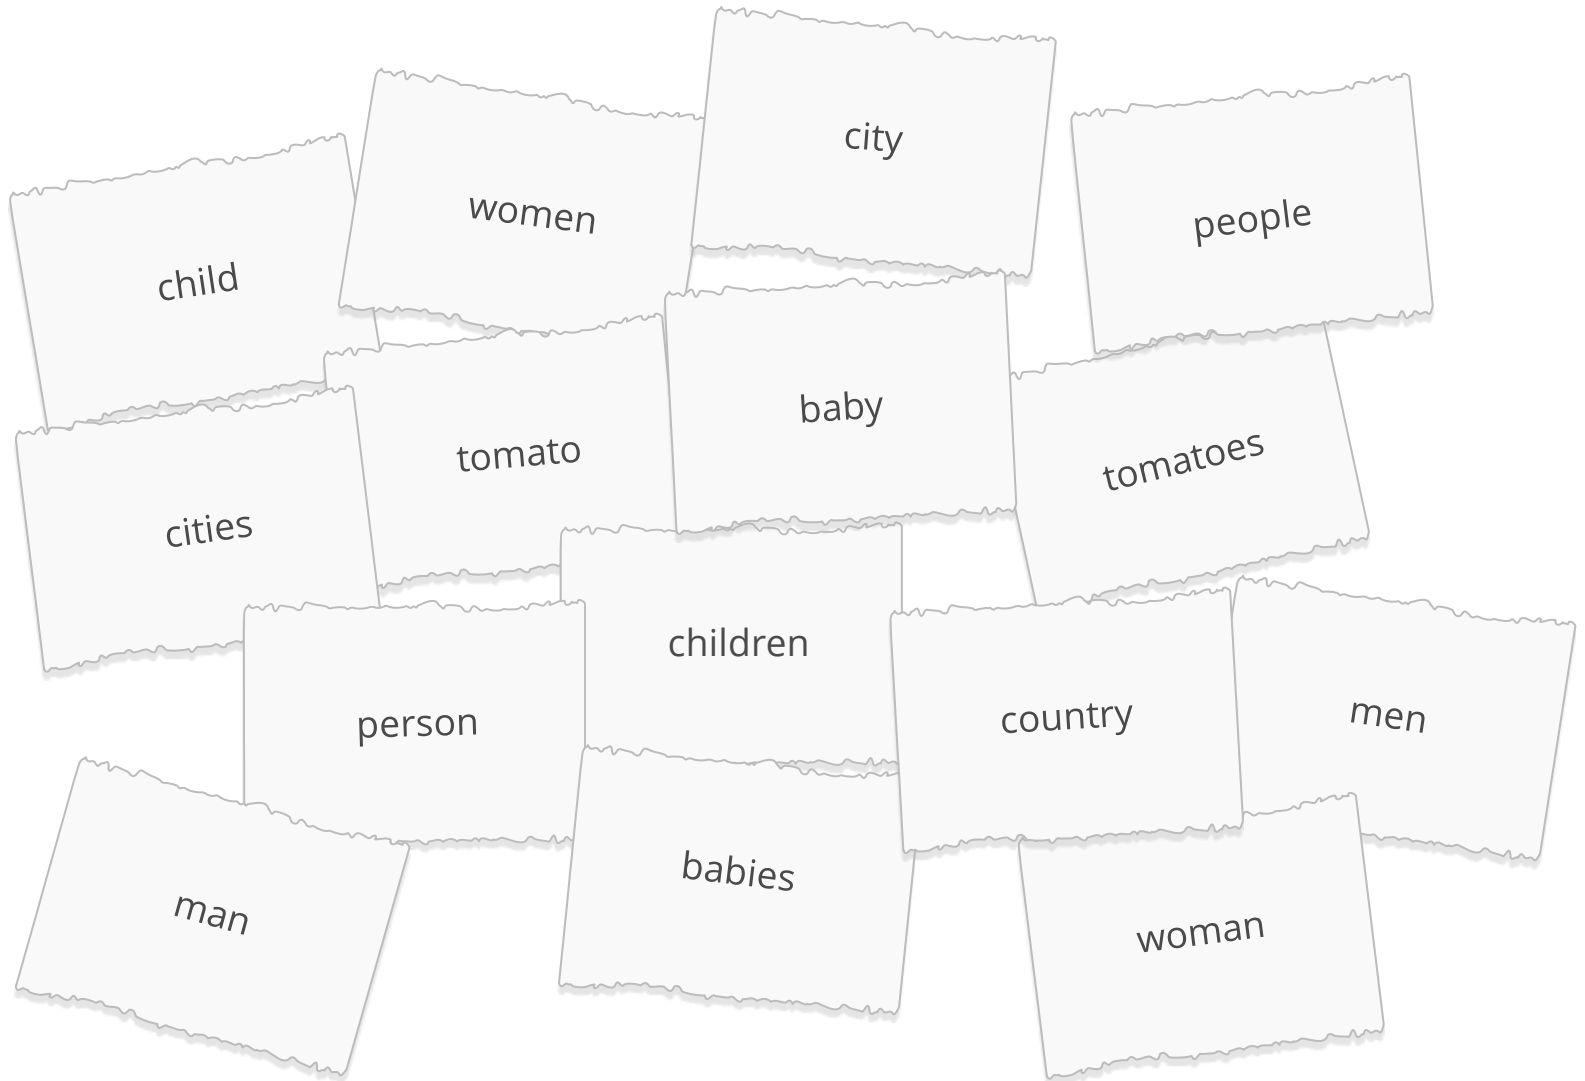 city
women
people
child
baby
tomato
tomatoes
cities
children
person
country
men
babies
man
woman